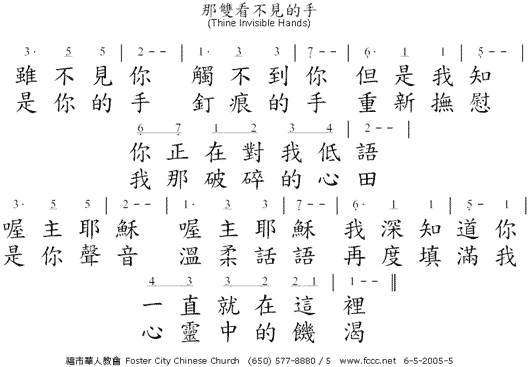 那雙看不見的手
(Thine Invisible Hands)
3· 5 5 | 2 - - | 1· 3 3 | 7 - - | 6· 1 1 | 5 - - |
雖不見你 觸不到你 但是我知
是你的手 釘痕的手 重新撫慰
6 7 1 2 3 4 | 2 - - |
你正在對我低語
我那破碎的心田
3· 5 5 | 2 - - | 1· 3 3 | 7 - - | 6· 1 1 | 5 - 1 |
喔主耶穌 喔主耶穌 我深知道你
是你聲音 溫柔話語 再度填滿我
4 3 3 2 2 1 | 1 - - ‖
一直就在這裡
心靈中的饑渴
福市華人教會 Foster City Chinese Church (650) 577-8880 / 5 www.fccc.net 6-5-2005-5